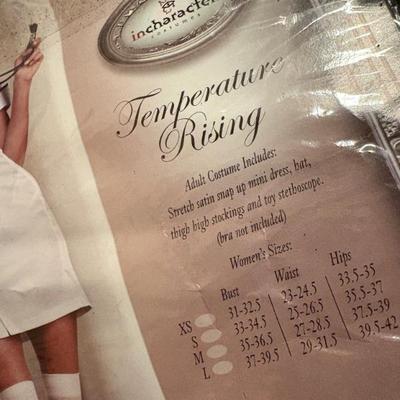 incharacter
costumes
Temperature
Rising
Adult Costume Includes:
Stretch satin snap up mini dress, hat,
thigh high stockings and toy stethoscope.
(bra not included)
Women's Sizes:
Bust Waist Hips
XS 31-32.5 23-24.5 33.5-35
S 33-34.5 25-26.5 35.5-37
M 35-36.5 27-28.5 37.5-39
L 37-39.5 29-31.5 39.5-42